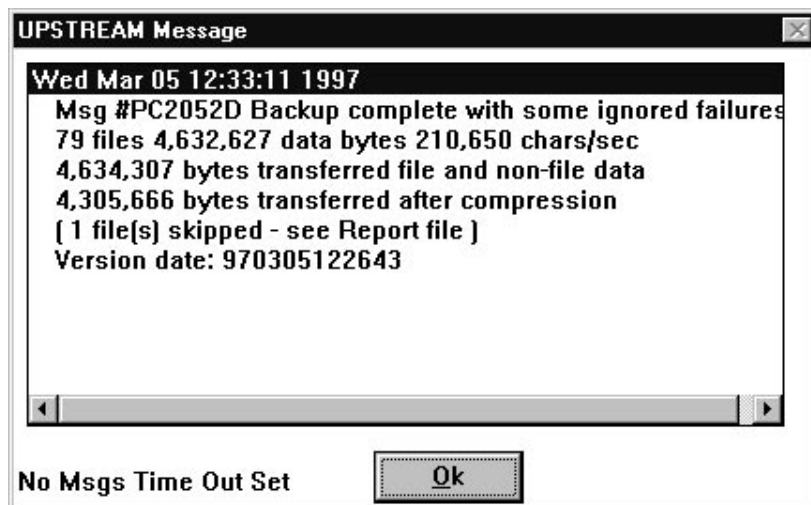 UPSTREAM Message
Wed Mar 05 12:33:11 1997
Msg #PC2052D Backup complete with some ignored failures
79 files 4,632,627 data bytes 210,650 chars/sec
4,634,307 bytes transferred file and non-file data
4,305,666 bytes transferred after compression
( 1 file(s) skipped - see Report file )
Version date: 970305122643
No Msgs Time Out Set
Ok